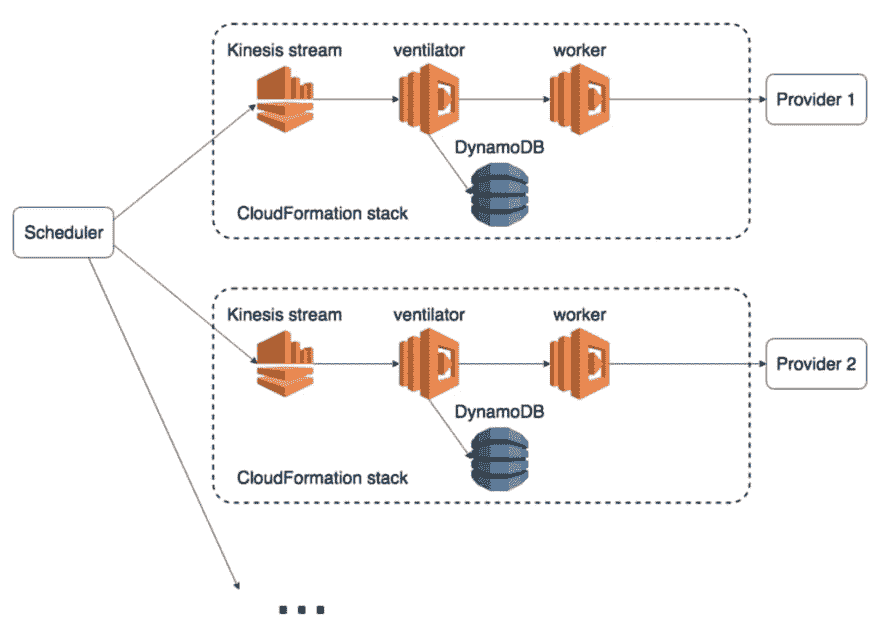 Kinesis stream
ventilator
worker
Provider 1
DynamoDB
CloudFormation stack
Scheduler
Kinesis stream
ventilator
worker
Provider 2
DynamoDB
CloudFormation stack
...